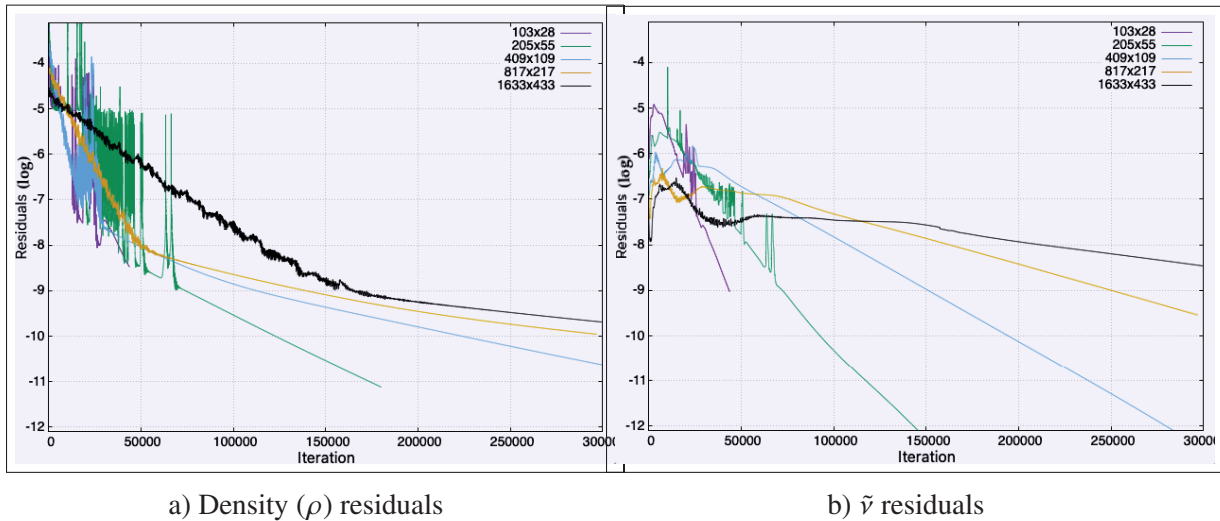 -4
-5
-6
-7
-8
-9
-10
-11
-12
Residuals (log)
103x28
205x55
409x109
817x217
1633x433
0 50000 100000 150000 200000 250000 30000
Iteration
a) Density (ρ) residuals
-4
-5
-6
-7
-8
-9
-10
-11
-12
Residuals (log)
103x28
205x55
409x109
817x217
1633x433
0 50000 100000 150000 200000 250000 30000
Iteration
b) ν̃ residuals